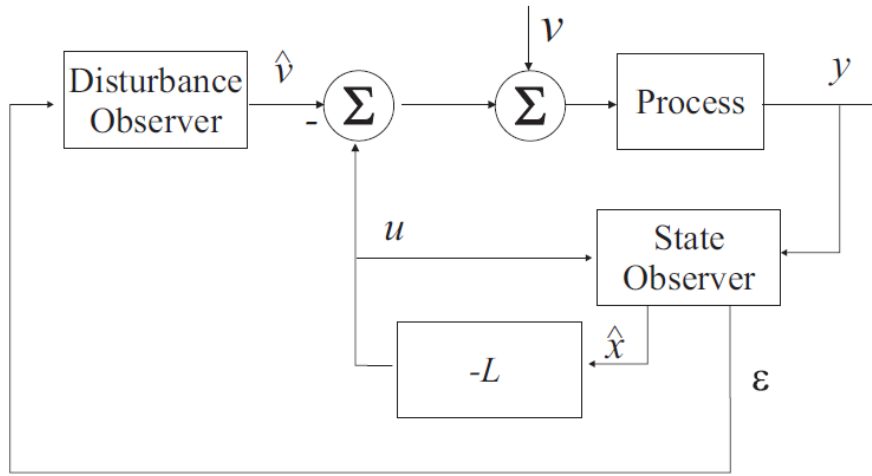 v
y
Disturbance
Observer
v̂
-
Σ
Σ
Process
u
State
Observer
-L
x̂
ε